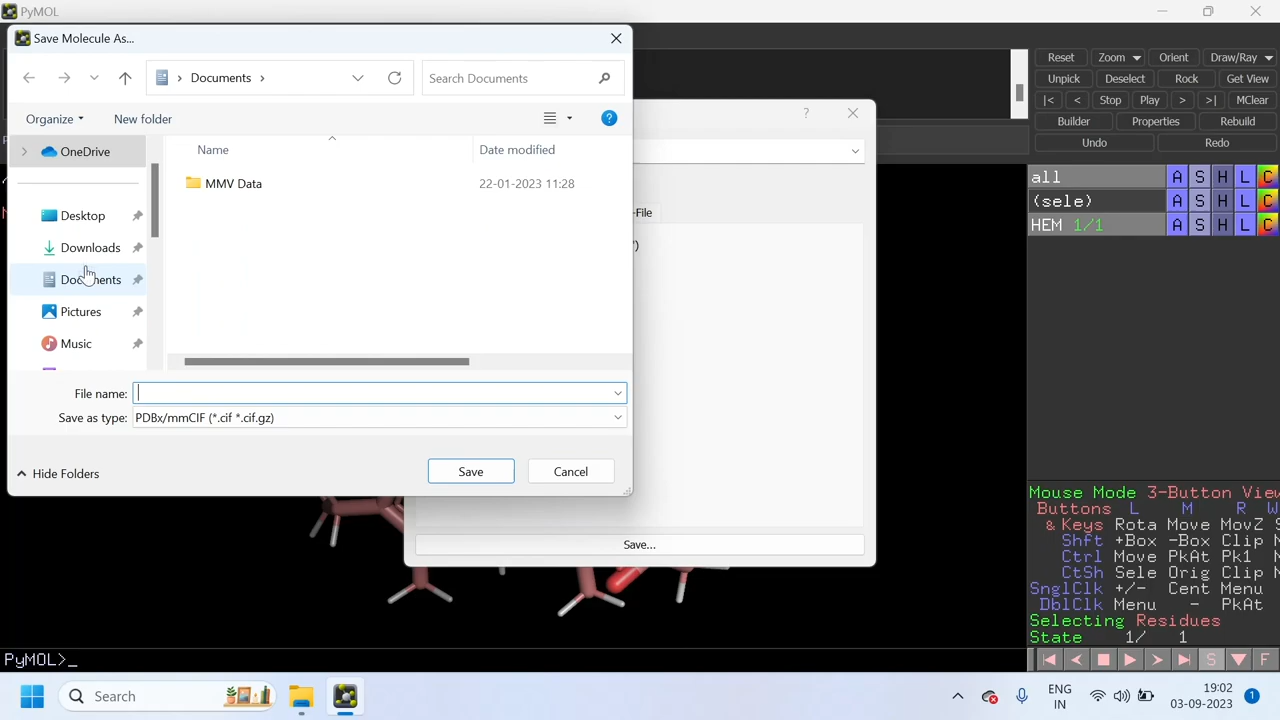 PyMOL
Save Molecule As...
Documents
Search Documents
Organize
New folder
Name
Date modified
OneDrive
MMV Data
22-01-2023 11:28
Desktop
Downloads
Documents
Pictures
Music
File name:
Save as type:
PDBx/mmCIF (*.cif *.cif.gz)
Hide Folders
Save
Cancel
-File
')
Save...
Reset
Zoom
Orient
Draw/Ray
Unpick
Deselect
Rock
Get View
|<
<
Stop
Play
>
>|
MClear
Builder
Properties
Rebuild
Undo
Redo
all A S H L C
(sele) A S H L C
HEM 1/1 A S H L C
Mouse Mode 3-Button View
Buttons L M R W
& Keys Rota Move MovZ S
Shft +Box -Box Clip M
Ctrl Move PkAt Pk1 M
CtSh Sele Orig Clip M
SnglClk +/- Cent Menu
DblClk Menu - PkAt
Selecting Residues
State 1/ 1
PyMOL>_
S
F
Search
ENG
IN
19:02
03-09-2023
1